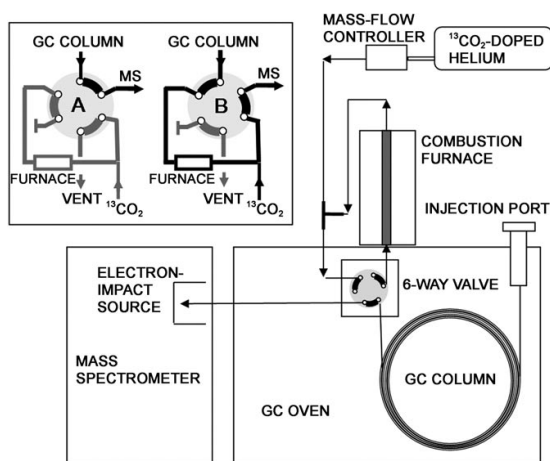 GC COLUMN
GC COLUMN
MS
MS
A
B
FURNACE
FURNACE
VENT
¹³CO₂
VENT
¹³CO₂
MASS-FLOW
CONTROLLER
¹³CO₂-DOPED
HELIUM
COMBUSTION
FURNACE
INJECTION PORT
ELECTRON-
IMPACT
SOURCE
6-WAY VALVE
MASS
SPECTROMETER
GC COLUMN
GC OVEN